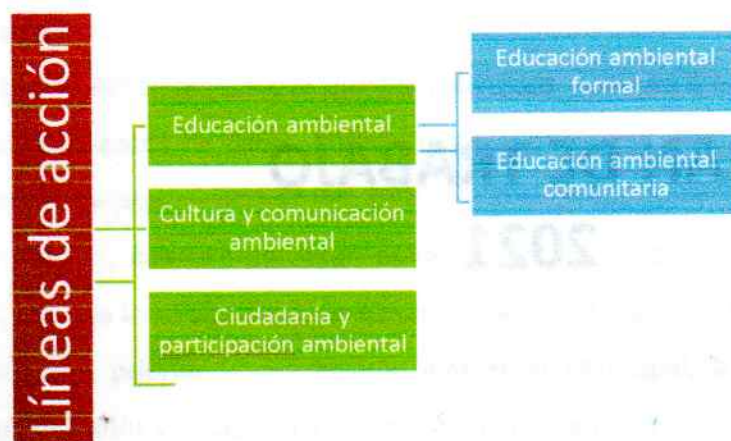 Líneas de acción
Educación ambiental
Cultura y comunicación
ambiental
Ciudadanía y
participación ambiental
Educación ambiental
formal
Educación ambiental
comunitaria
2021